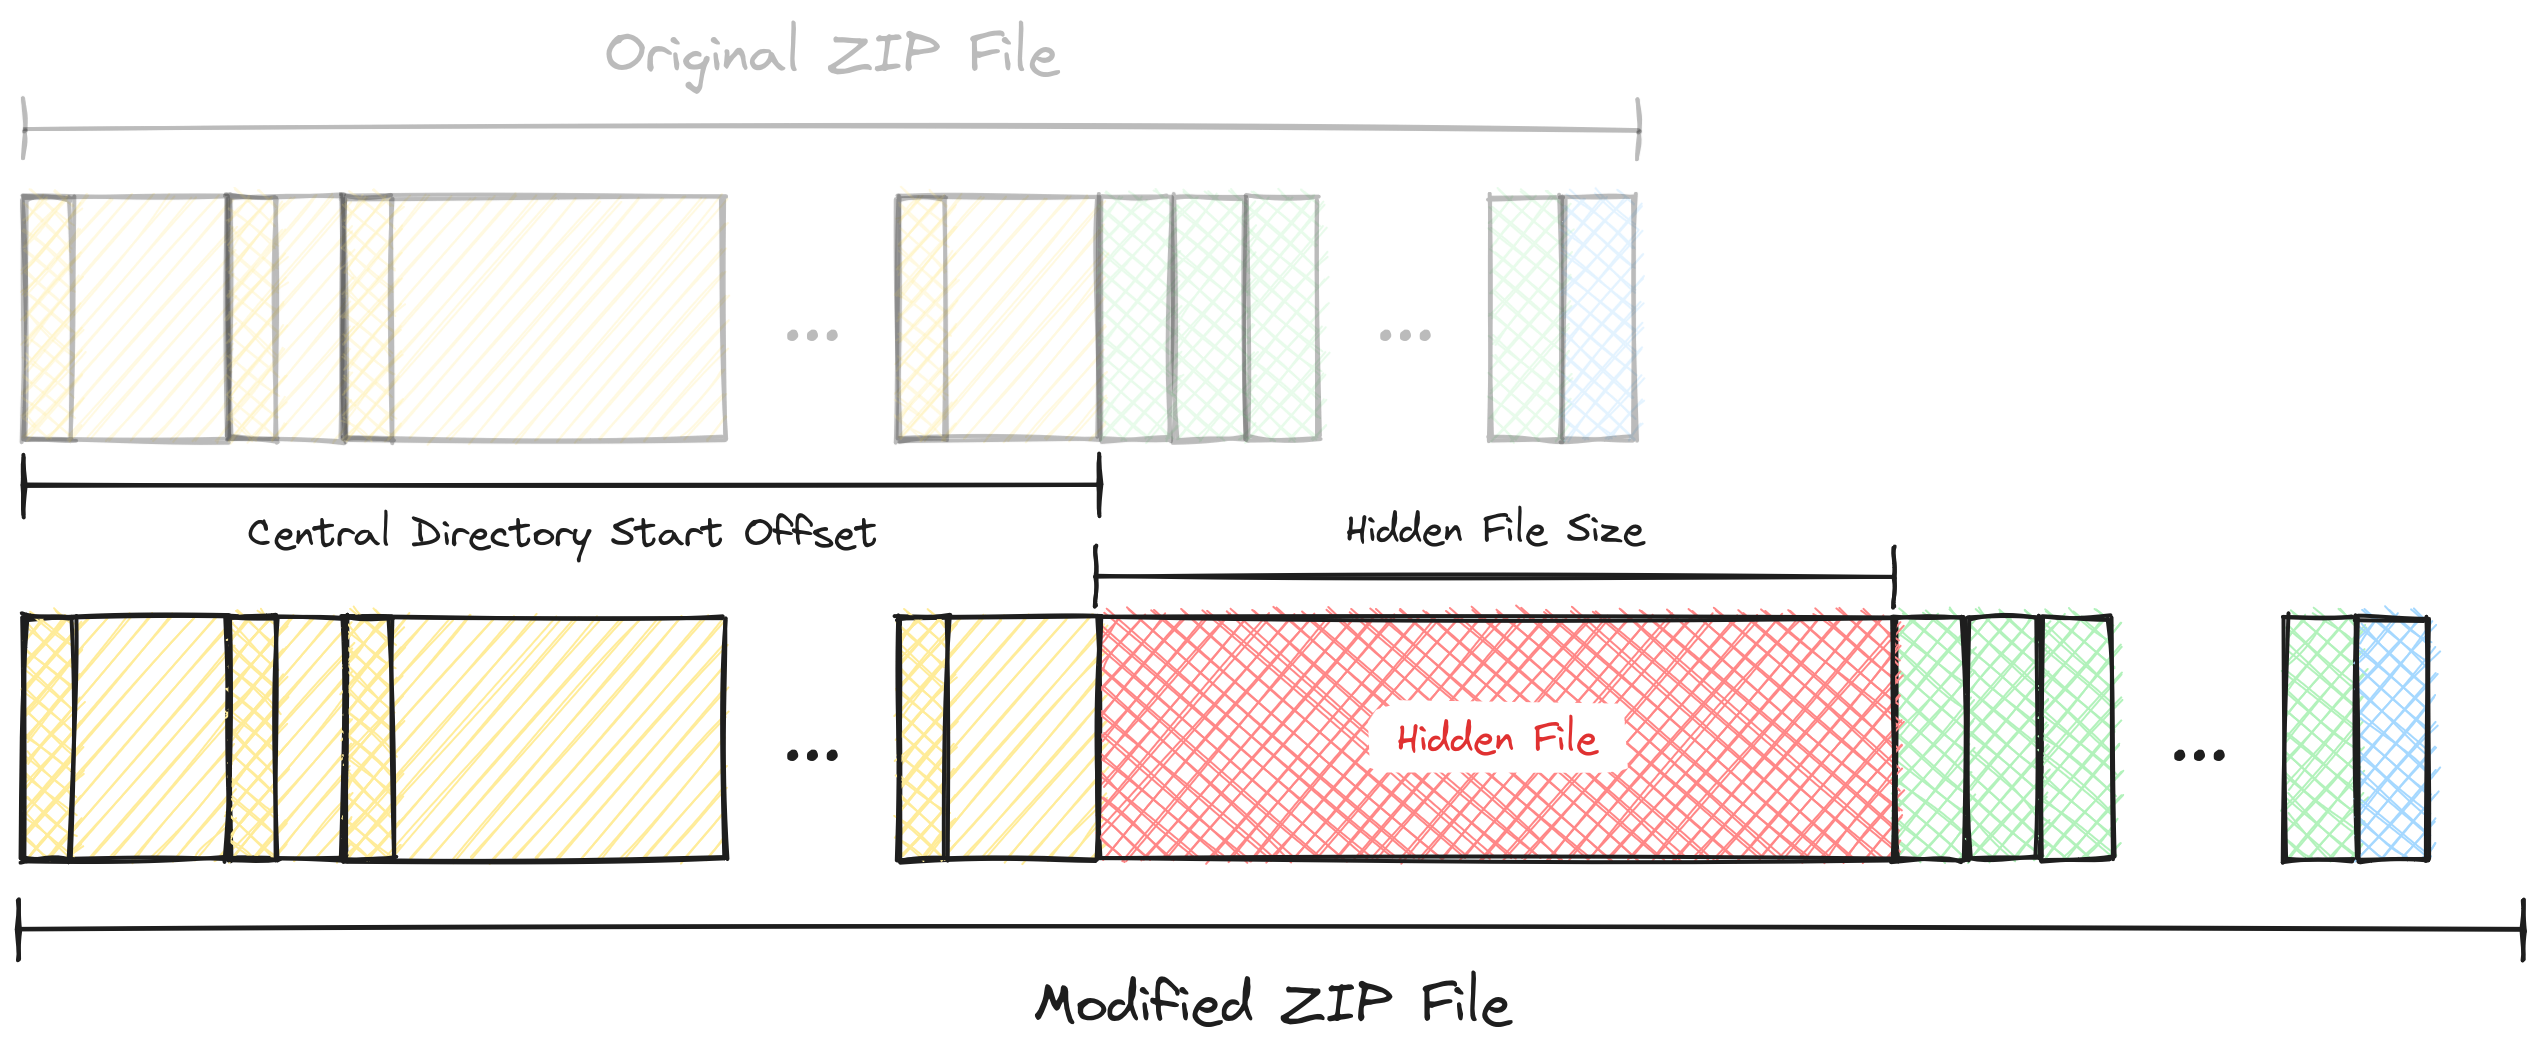 Original ZIP File
...
...
Central Directory Start Offset
Hidden File Size
Hidden File
...
...
Modified ZIP File